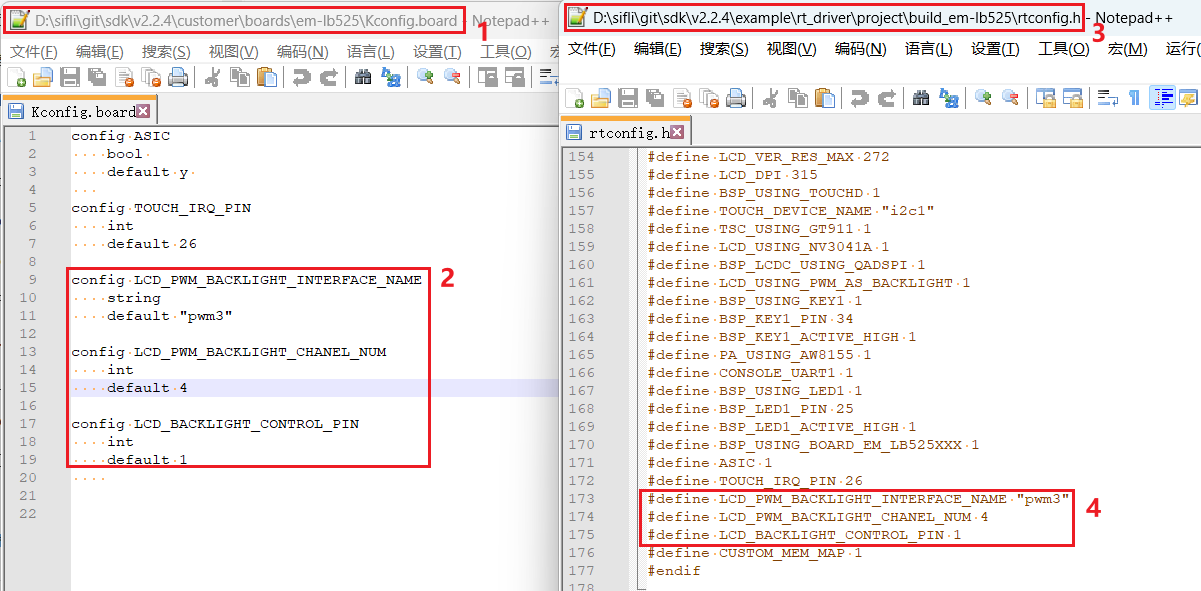 D:\sifli\git\sdk\v2.2.4\customer\boards\em-lb525\Kconfig.board - Notepad++
1
文件(F) 编辑(E) 搜索(S) 视图(V) 编码(N) 语言(L) 设置(T) 工具(O)
Kconfig.board
1 config ASIC
2 bool
3 default y
4
5 config TOUCH_IRQ_PIN
6 int
7 default 26
8
9 config LCD_PWM_BACKLIGHT_INTERFACE_NAME
2
10 string
11 default "pwm3"
12
13 config LCD_PWM_BACKLIGHT_CHANEL_NUM
14 int
15 default 4
16
17 config LCD_BACKLIGHT_CONTROL_PIN
18 int
19 default 1
20
21
22
D:\sifli\git\sdk\v2.2.4\example\rt_driver\project\build_em-lb525\rtconfig.h - Notepad++
3
文件(F) 编辑(E) 搜索(S) 视图(V) 编码(N) 语言(L) 设置(T) 工具(O) 宏(M) 运行(
rtconfig.h
154 #define LCD_VER_RES_MAX 272
155 #define LCD_DPI 315
156 #define BSP_USING_TOUCHD 1
157 #define TOUCH_DEVICE_NAME "i2c1"
158 #define TSC_USING_GT911 1
159 #define LCD_USING_NV3041A 1
160 #define BSP_LCDC_USING_QADSPI 1
161 #define LCD_USING_PWM_AS_BACKLIGHT 1
162 #define BSP_USING_KEY1 1
163 #define BSP_KEY1_PIN 34
164 #define BSP_KEY1_ACTIVE_HIGH 1
165 #define PA_USING_AW8155 1
166 #define CONSOLE_UART1 1
167 #define BSP_USING_LED1 1
168 #define BSP_LED1_PIN 25
169 #define BSP_LED1_ACTIVE_HIGH 1
170 #define BSP_USING_BOARD_EM_LB525XXX 1
171 #define ASIC 1
172 #define TOUCH_IRQ_PIN 26
173 #define LCD_PWM_BACKLIGHT_INTERFACE_NAME "pwm3"
174 #define LCD_PWM_BACKLIGHT_CHANEL_NUM 4
4
175 #define LCD_BACKLIGHT_CONTROL_PIN 1
176 #define CUSTOM_MEM_MAP 1
177 #endif
178